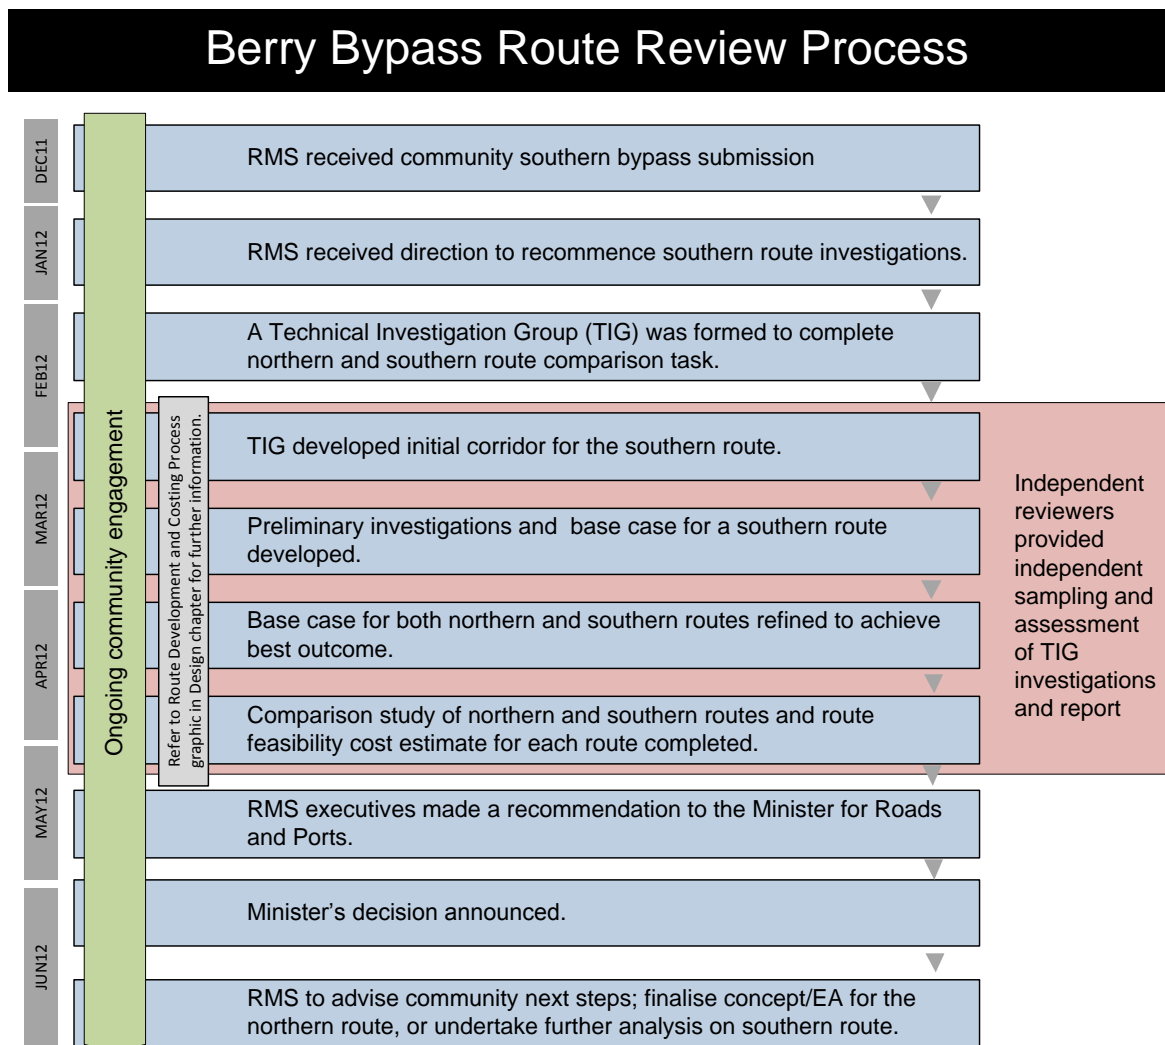 Berry Bypass Route Review Process
DEC11
RMS received community southern bypass submission
JAN12
RMS received direction to recommence southern route investigations.
FEB12
A Technical Investigation Group (TIG) was formed to complete
northern and southern route comparison task.
Ongoing community engagement
Refer to Route Development and Costing Process
graphic in Design chapter for further information.
TIG developed initial corridor for the southern route.
MAR12
Preliminary investigations and  base case for a southern route
developed.
Independent
reviewers
provided
independent
sampling and
assessment
of TIG
investigations
and report
APR12
Base case for both northern and southern routes refined to achieve
best outcome.
Comparison study of northern and southern routes and route
feasibility cost estimate for each route completed.
MAY12
RMS executives made a recommendation to the Minister for Roads
and Ports.
JUN12
Minister’s decision announced.
RMS to advise community next steps; finalise concept/EA for the
northern route, or undertake further analysis on southern route.